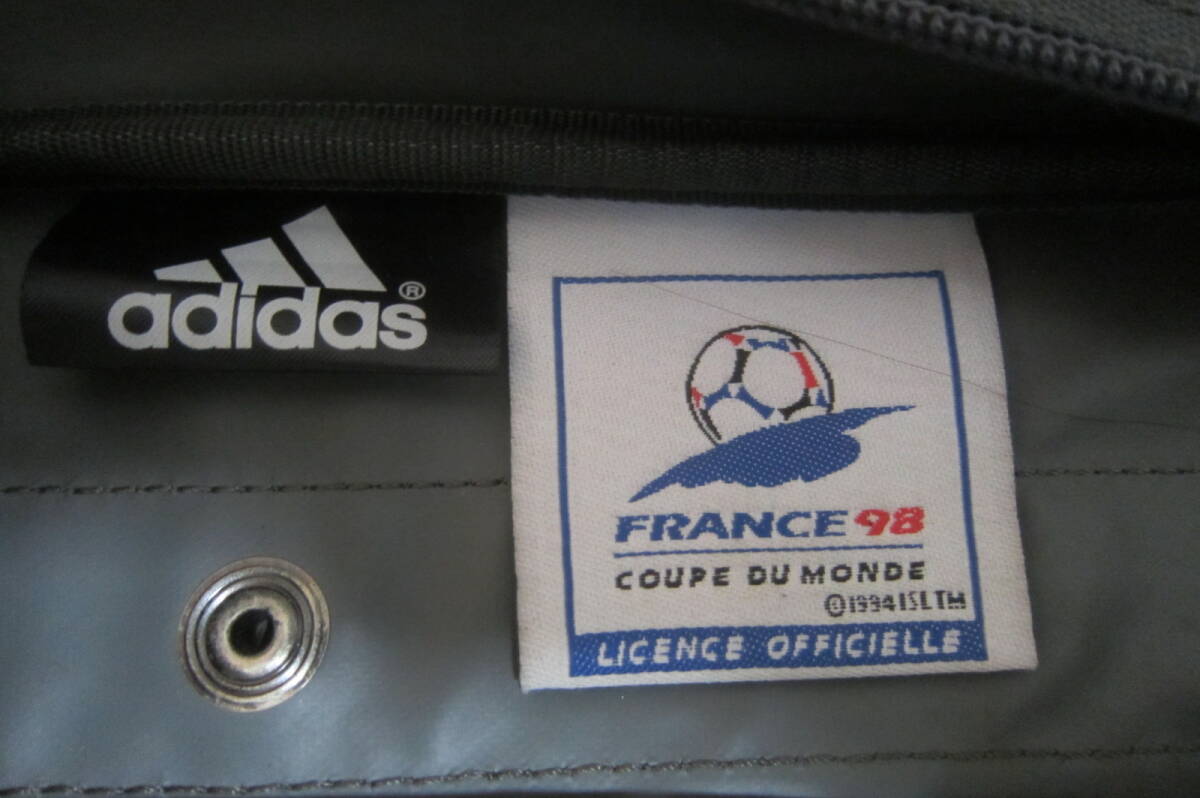 adidas®
FRANCE 98
COUPE DU MONDE
©1994 ISL TM
LICENCE OFFICIELLE